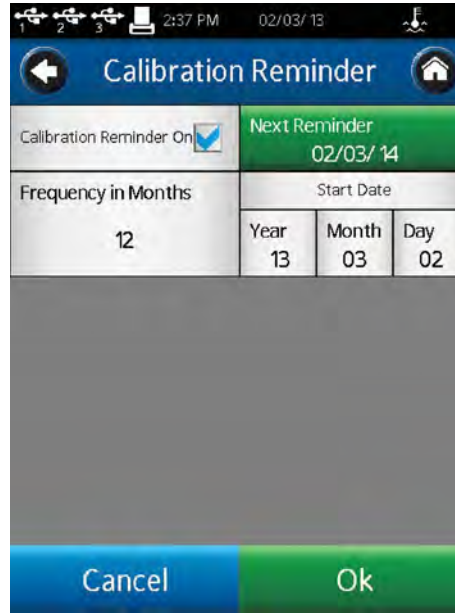 1 2 3 2:37 PM 02/03/13
Calibration Reminder
Calibration Reminder On
Next Reminder
02/03/14
Frequency in Months
12
Start Date
Year Month Day
13 03 02
Cancel Ok